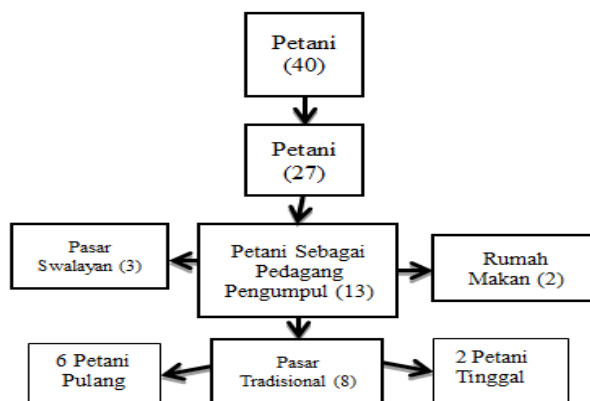 Petani
(40)
Petani
(27)
Pasar
Swalayan (3)
Petani Sebagai
Pedagang
Pengumpul (13)
Rumah
Makan (2)
6 Petani
Pulang
Pasar
Tradisional (8)
2 Petani
Tinggal